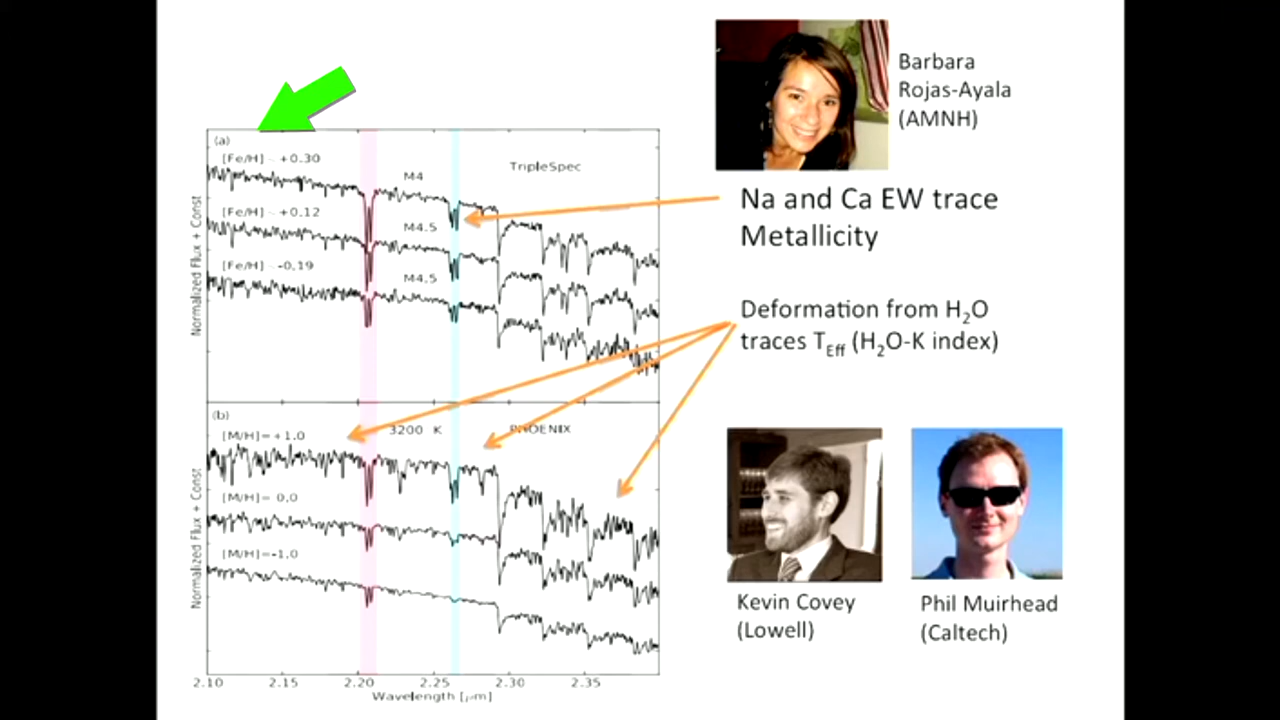 (a)
[Fe/H] ~ +0.30
M4
TripleSpec
[Fe/H] ~ +0.12
M4.5
[Fe/H] ~ -0.19
M4.5
Normalized Flux + Const
(b)
[M/H]=+1.0
3200 K
PHOENIX
[M/H]= 0.0
[M/H]=-1.0
Normalized Flux + Const
2.10 2.15 2.20 2.25 2.30 2.35
Wavelength [μm]
Barbara
Rojas-Ayala
(AMNH)
Na and Ca EW trace
Metallicity
Deformation from H₂O
traces T_Eff (H₂O-K index)
Kevin Covey
(Lowell)
Phil Muirhead
(Caltech)